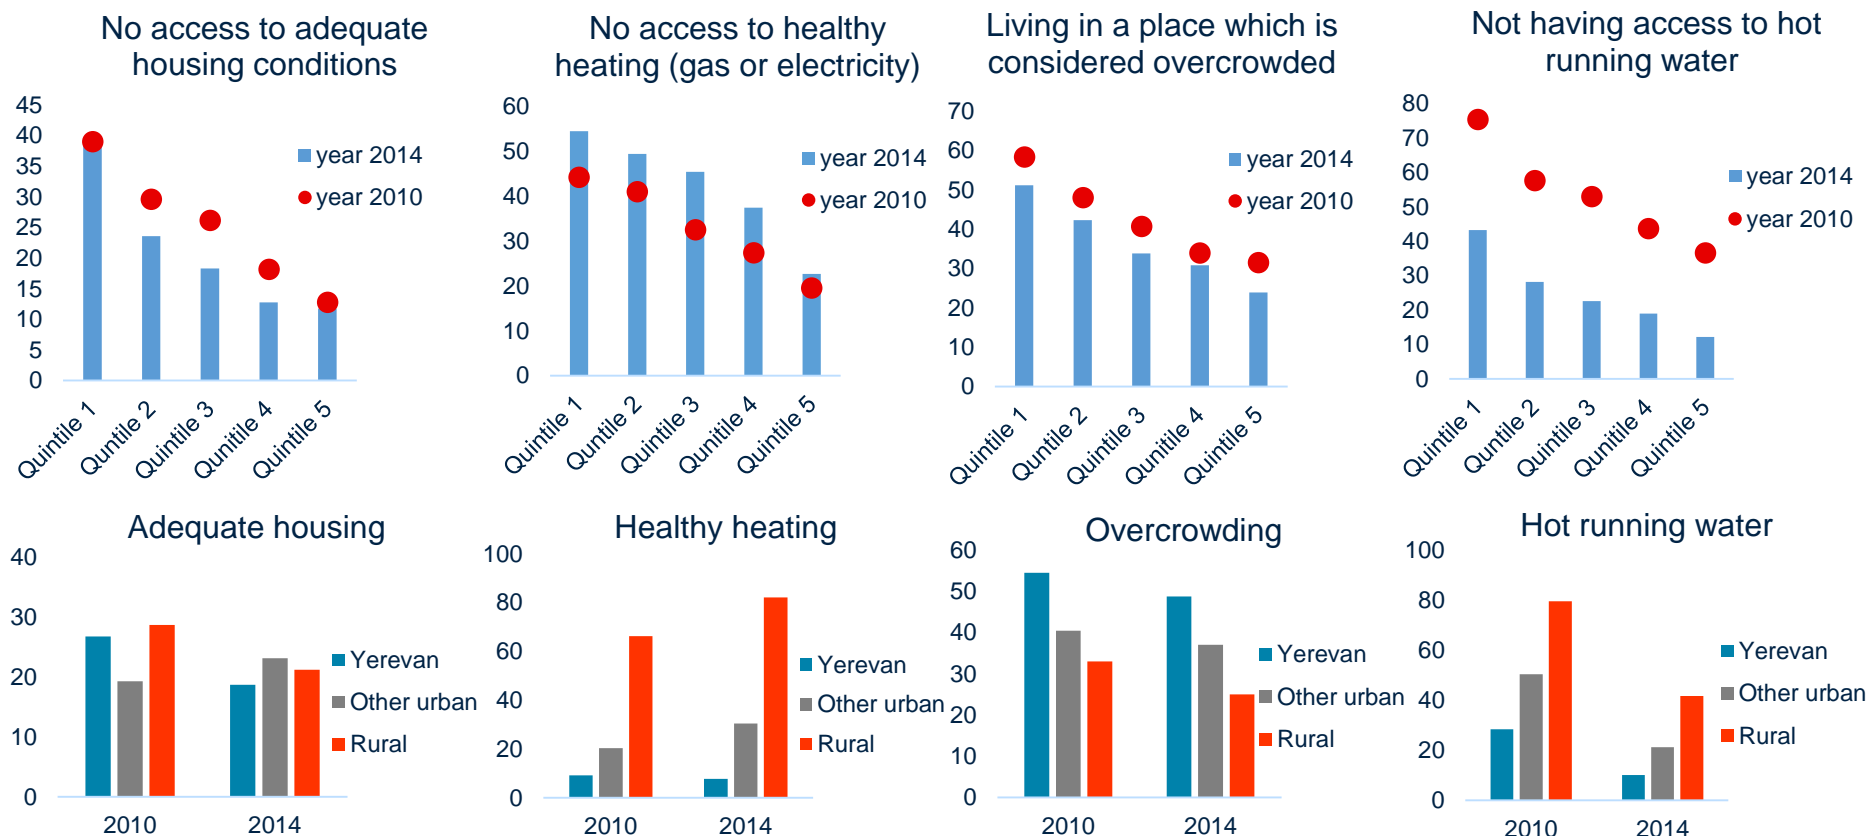 No access to adequate
housing conditions
45
40
35
30
25
20
15
10
5
0
year 2014
year 2010
Quintile 1
Quntile 2
Quintile 3
Qunitile 4
Quintile 5
No access to healthy
heating (gas or electricity)
60
50
40
30
20
10
0
year 2014
year 2010
Quintile 1
Quntile 2
Quintile 3
Qunitile 4
Quintile 5
Living in a place which is
considered overcrowded
70
60
50
40
30
20
10
0
year 2014
year 2010
Quintile 1
Quntile 2
Quintile 3
Qunitile 4
Quintile 5
Not having access to hot
running water
80
70
60
50
40
30
20
10
0
year 2014
year 2010
Quintile 1
Quntile 2
Quintile 3
Qunitile 4
Quintile 5
Adequate housing
40
30
20
10
0
Yerevan
Other urban
Rural
2010
2014
Healthy heating
100
80
60
40
20
0
Yerevan
Other urban
Rural
2010
2014
Overcrowding
60
50
40
30
20
10
0
Yerevan
Other urban
Rural
2010
2014
Hot running water
100
80
60
40
20
0
Yerevan
Other urban
Rural
2010
2014